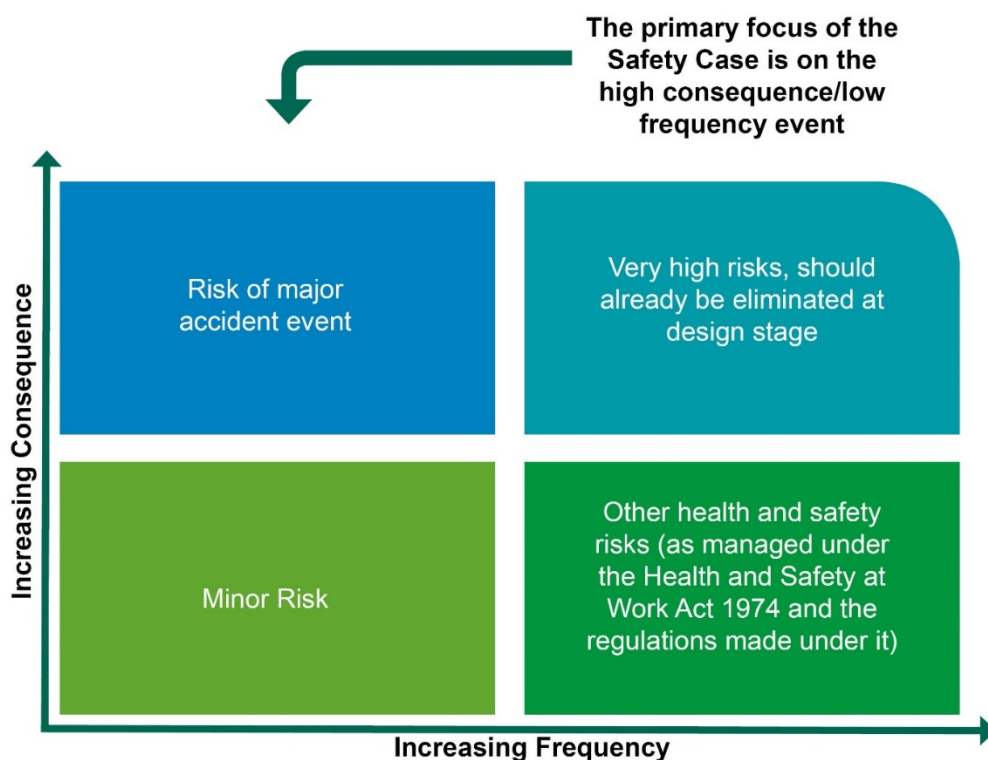 The primary focus of the
Safety Case is on the
high consequence/low
frequency event
Increasing Consequence
Risk of major
accident event
Very high risks, should
already be eliminated at
design stage
Minor Risk
Other health and safety
risks (as managed under
the Health and Safety at
Work Act 1974 and the
regulations made under it)
Increasing Frequency